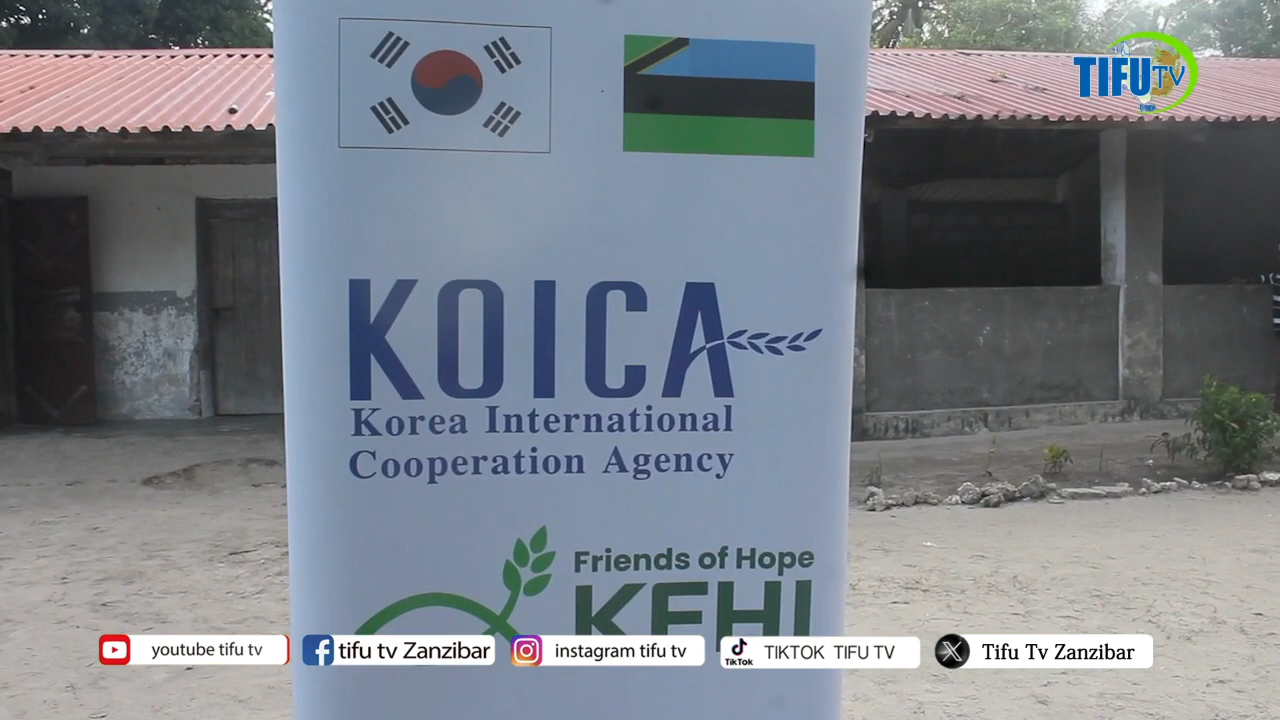 TIFU TV
KOICA
Korea International
Cooperation Agency
Friends of Hope
KFHI
youtube tifu tv
tifu tv Zanzibar
instagram tifu tv
TikTok
TIKTOK TIFU TV
Tifu Tv Zanzibar